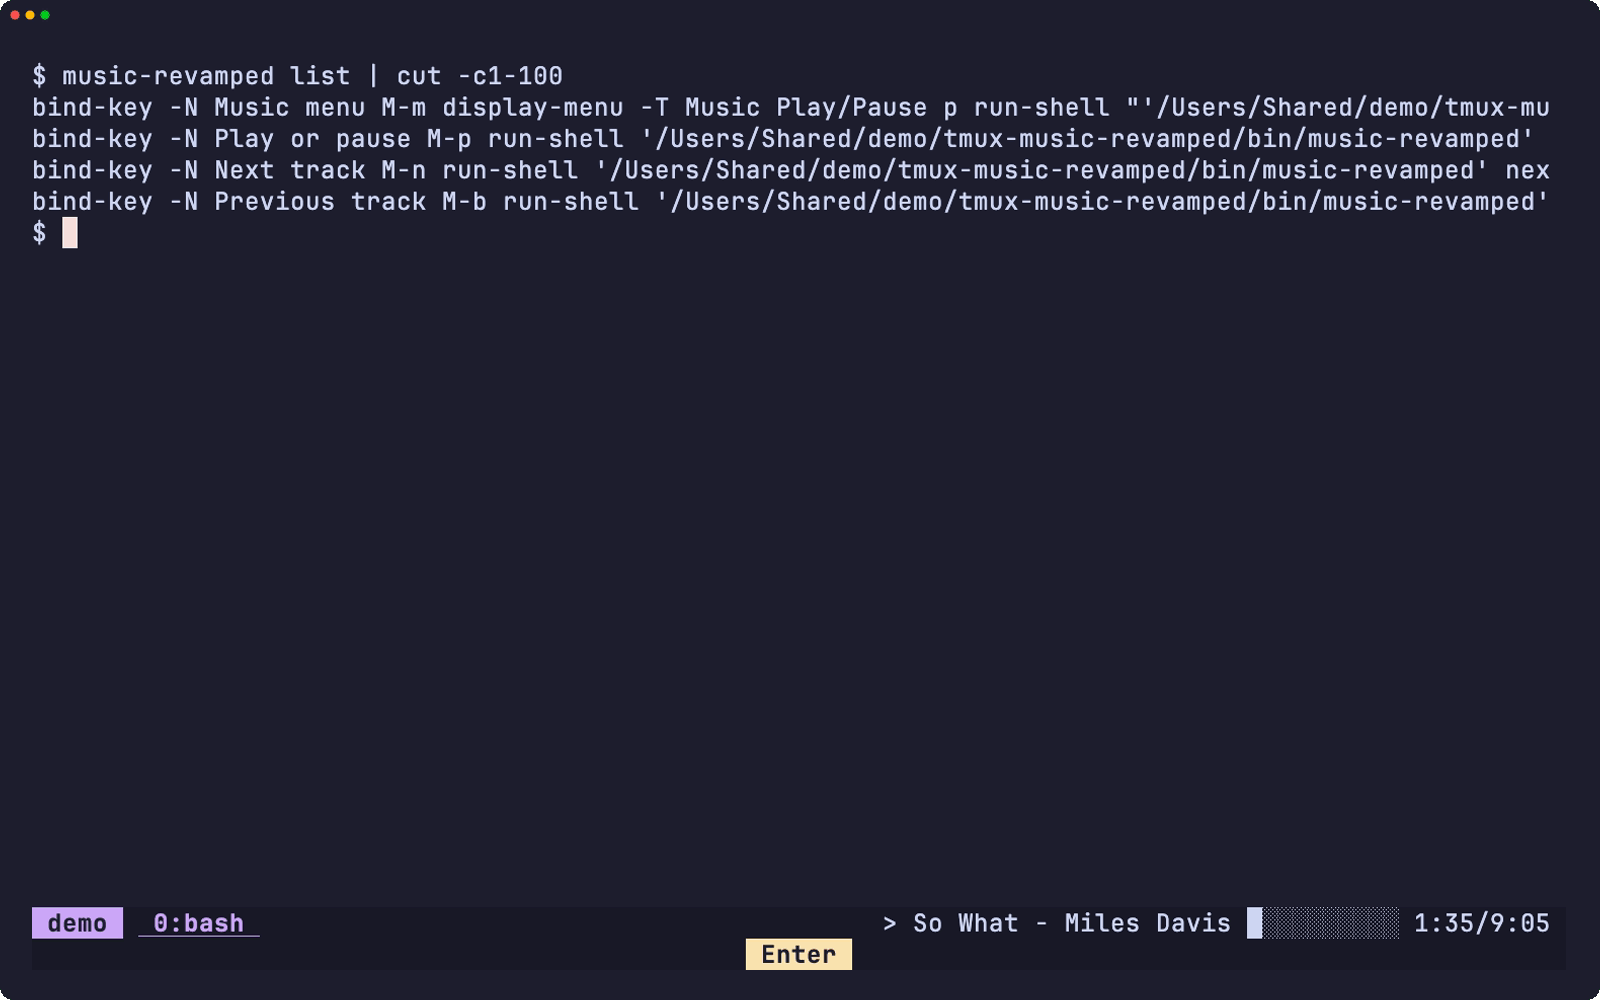 $ music-revamped list | cut -c1-100
bind-key -N Music menu M-m display-menu -T Music Play/Pause p run-shell "'/Users/Shared/demo/tmux-mu
bind-key -N Play or pause M-p run-shell '/Users/Shared/demo/tmux-music-revamped/bin/music-revamped'
bind-key -N Next track M-n run-shell '/Users/Shared/demo/tmux-music-revamped/bin/music-revamped' nex
bind-key -N Previous track M-b run-shell '/Users/Shared/demo/tmux-music-revamped/bin/music-revamped'
$
demo 0:bash > So What - Miles Davis █░░░░░░░░░ 1:35/9:05
Enter